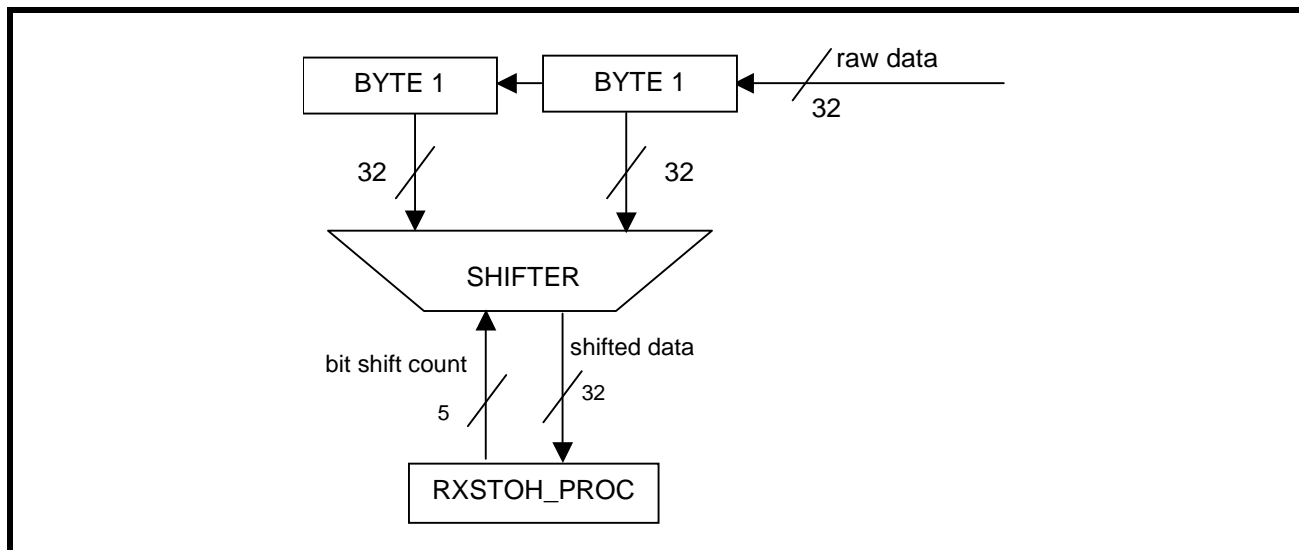 raw data
BYTE 1
BYTE 1
32
32
32
SHIFTER
bit shift count
shifted data
5
32
RXSTOH_PROC